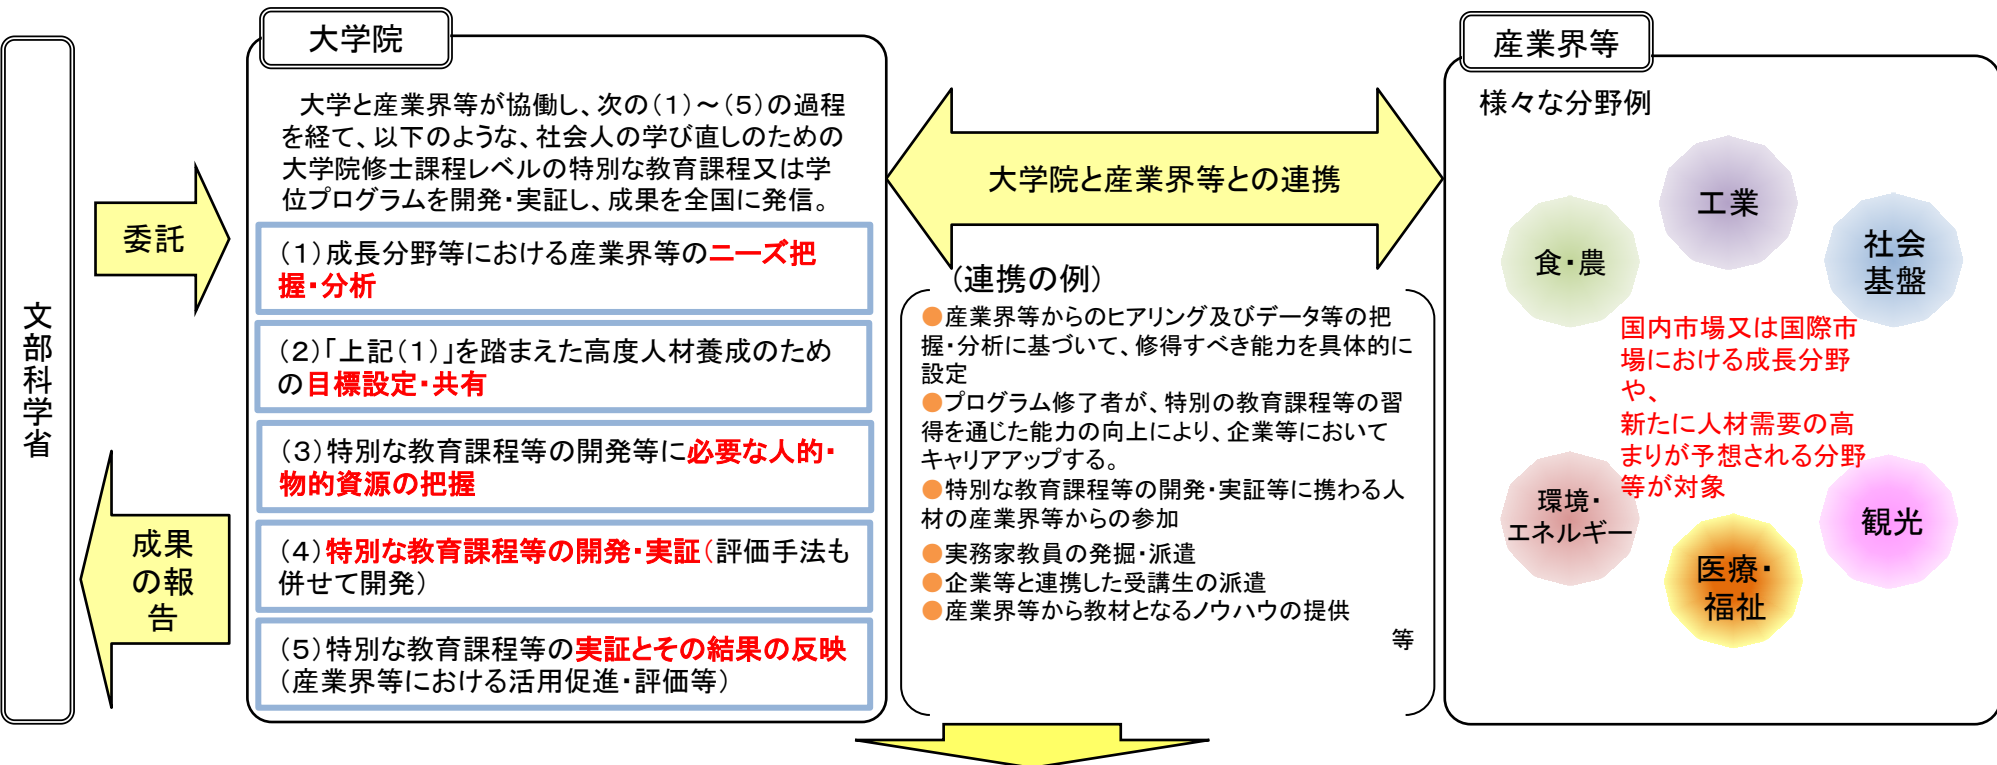 文部科学省
委託
成果
の報
告
大学院
大学と産業界等が協働し、次の(1)~(5)の過程
を経て、以下のような、社会人の学び直しのための
大学院修士課程レベルの特別な教育課程又は学
位プログラムを開発・実証し、成果を全国に発信。
(1)成長分野等における産業界等のニーズ把
握・分析
(2)「上記(1)」を踏まえた高度人材養成のため
の目標設定・共有
(3)特別な教育課程等の開発等に必要な人的・
物的資源の把握
(4)特別な教育課程等の開発・実証(評価手法も
併せて開発)
(5)特別な教育課程等の実証とその結果の反映
(産業界等における活用促進・評価等)
大学院と産業界等との連携
(連携の例)
●産業界等からのヒアリング及びデータ等の把
握・分析に基づいて、修得すべき能力を具体的に
設定
●プログラム修了者が、特別の教育課程等の習
得を通じた能力の向上により、企業等において
キャリアアップする。
●特別な教育課程等の開発・実証等に携わる人
材の産業界等からの参加
●実務家教員の発掘・派遣
●企業等と連携した受講生の派遣
●産業界等から教材となるノウハウの提供
等
産業界等
様々な分野例
工業
食・農
社会
基盤
国内市場又は国際市
場における成長分野
や、
新たに人材需要の高
まりが予想される分野
等が対象
環境・
エネルギー
観光
医療・
福祉